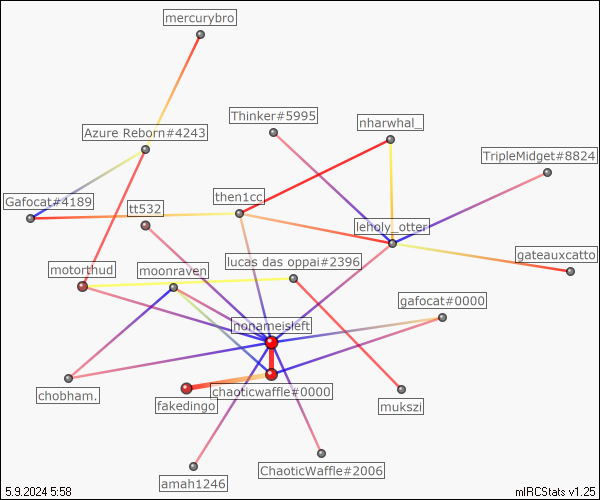 mercurybro
Thinker#5995
nharwhal_
Azure Reborn#4243
TripleMidget#8824
Gafocat#4189
tt532
then1cc
leholy_otter
gateauxcatto
motorthud
moonraven
lucas das oppai#2396
gafocat#0000
nonameisleft
chobham.
chaoticwaffle#0000
fakedingo
mukszi
amah1246
ChaoticWaffle#2006
5.9.2024 5:58
mIRCStats v1.25